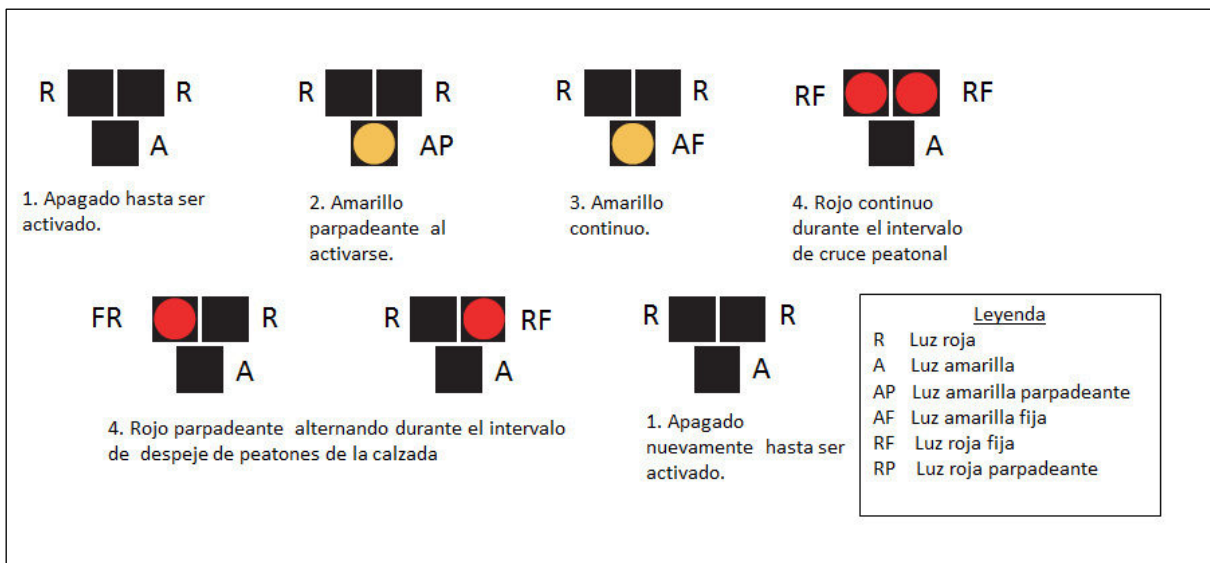 R R
A
1. Apagado hasta ser
activado.
R R
AP
2. Amarillo
parpadeante al
activarse.
R R
AF
3. Amarillo
continuo.
RF RF
A
4. Rojo continuo
durante el intervalo
de cruce peatonal
FR R
A
R RF
A
4. Rojo parpadeante alternando durante el intervalo
de despeje de peatones de la calzada
R R
A
1. Apagado
nuevamente hasta ser
activado.
Leyenda
R Luz roja
A Luz amarilla
AP Luz amarilla parpadeante
AF Luz amarilla fija
RF Luz roja fija
RP Luz roja parpadeante